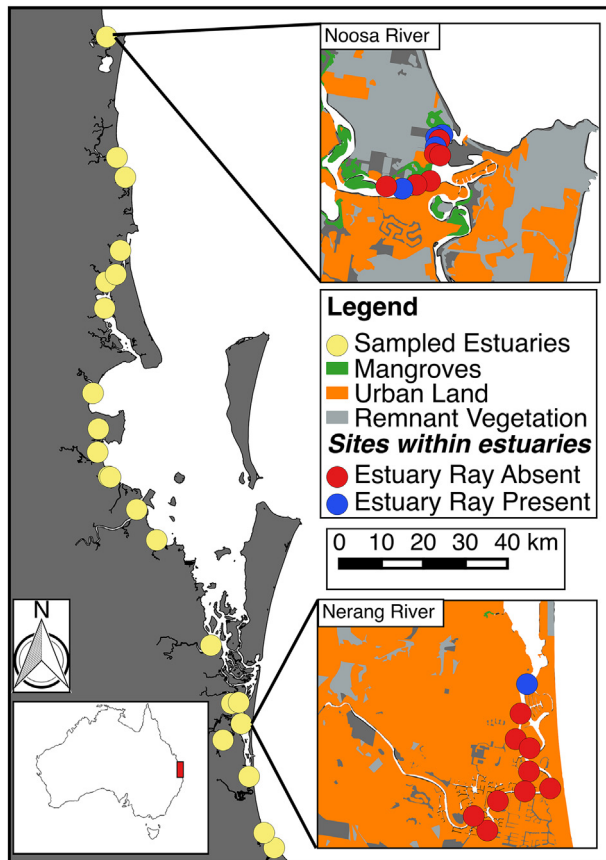 Noosa River
Legend
Sampled Estuaries
Mangroves
Urban Land
Remnant Vegetation
Sites within estuaries
Estuary Ray Absent
Estuary Ray Present
0 10 20 30 40 km
N
Nerang River